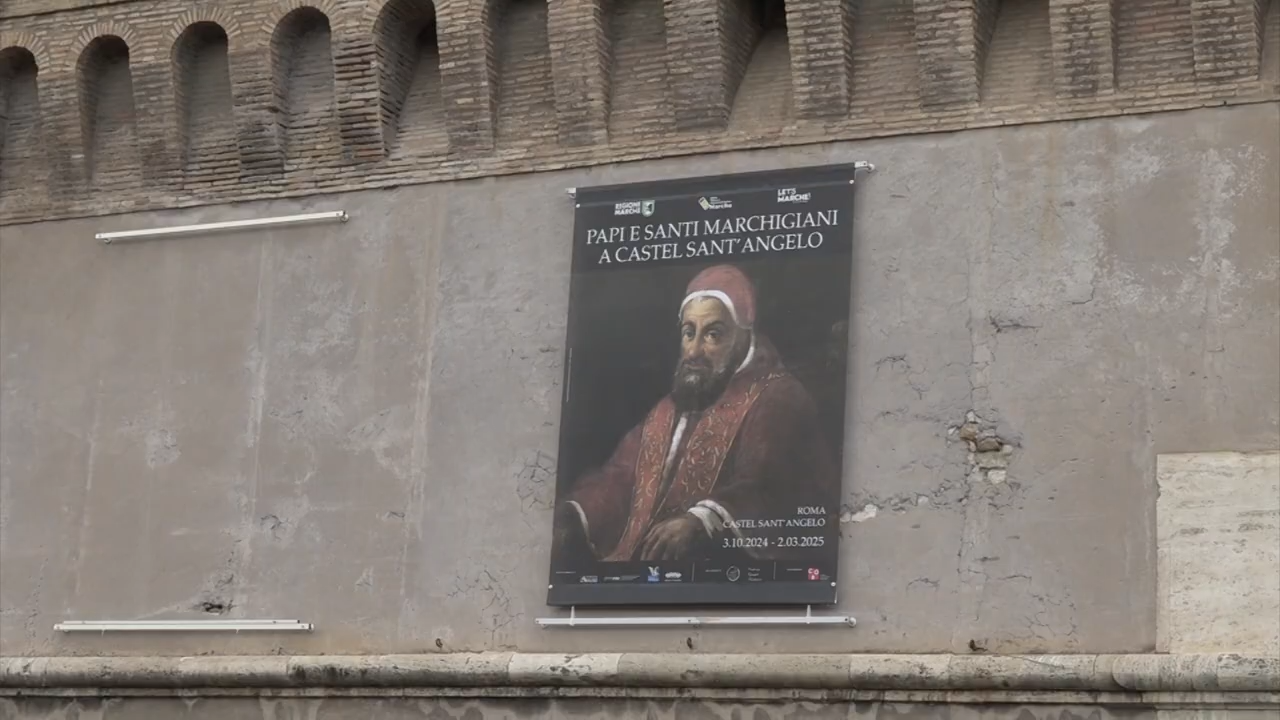 REGIONE
MARCHE
Marche
LET'S
MARCHE!
PAPI E SANTI MARCHIGIANI
A CASTEL SANT'ANGELO
ROMA
CASTEL SANT'ANGELO
3.10.2024 - 2.03.2025